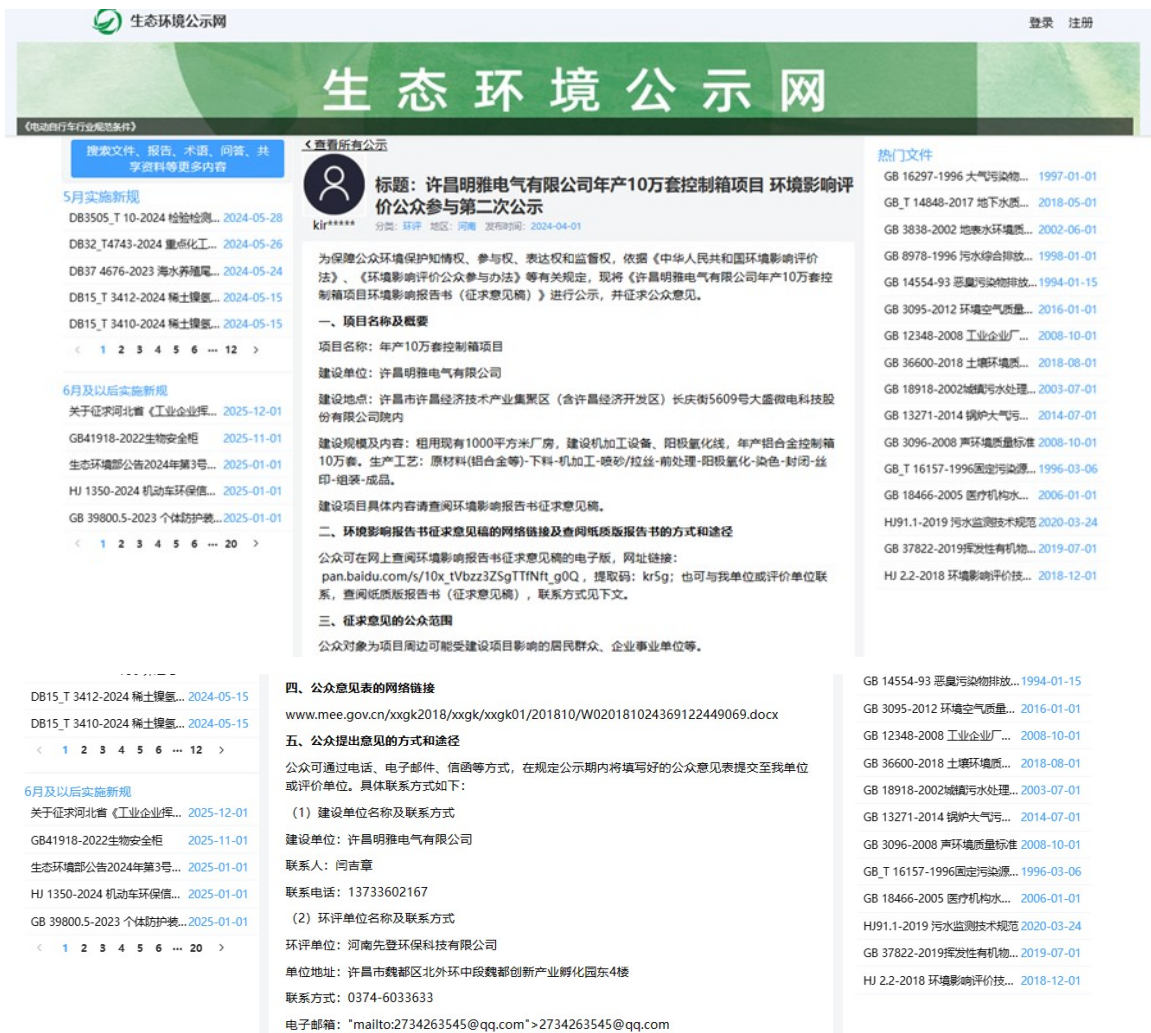 生态环境公示网
登录 注册
生态环境公示网
《电动自行车行业规范条件》
搜索文件、报告、术语、问答、共
享资料等更多内容
5月实施新规
DB3505_T 10-2024 检验检测... 2024-05-28
DB32_T4743-2024 重点化工... 2024-05-26
DB37 4676-2023 海水养殖尾... 2024-05-24
DB15_T 3412-2024 稀土镍氢... 2024-05-15
DB15_T 3410-2024 稀土镍氢... 2024-05-15
< 1 2 3 4 5 6 ··· 12 >
6月及以后实施新规
关于征求河北省《工业企业挥... 2025-12-01
GB41918-2022生物安全柜 2025-11-01
生态环境部公告2024年第3号... 2025-01-01
HJ 1350-2024 机动车环保信... 2025-01-01
GB 39800.5-2023 个体防护装... 2025-01-01
< 1 2 3 4 5 6 ··· 20 >
<查看所有公示
kir*****
标题：许昌明雅电气有限公司年产10万套控制箱项目 环境影响评
价公众参与第二次公示
分类：环评 地区：河南 发布时间：2024-04-01
为保障公众环境保护知情权、参与权、表达权和监督权，依据《中华人民共和国环境影响评价
法》、《环境影响评价公众参与办法》等有关规定，现将《许昌明雅电气有限公司年产10万套控
制箱项目环境影响报告书（征求意见稿）》进行公示，并征求公众意见。
一、项目名称及概要
项目名称：年产10万套控制箱项目
建设单位：许昌明雅电气有限公司
建设地点：许昌市许昌经济技术产业集聚区（含许昌经济开发区）长庆街5609号大盛微电科技股
份有限公司院内
建设规模及内容：租用现有1000平方米厂房，建设机加工设备、阳极氧化线，年产铝合金控制箱
10万套。生产工艺：原材料(铝合金等)-下料-机加工-喷砂/拉丝-前处理-阳极氧化-染色-封闭-丝
印-组装-成品。
建设项目具体内容请查阅环境影响报告书征求意见稿。
二、环境影响报告书征求意见稿的网络链接及查阅纸质版报告书的方式和途径
公众可在网上查阅环境影响报告书征求意见稿的电子版，网址链接：
pan.baidu.com/s/10x_tVbzz3ZSgTTfNft_g0Q，提取码：kr5g；也可与我单位或评价单位联
系，查阅纸质版报告书（征求意见稿），联系方式见下文。
三、征求意见的公众范围
公众对象为项目周边可能受建设项目影响的居民群众、企业事业单位等。
热门文件
GB 16297-1996 大气污染物... 1997-01-01
GB_T 14848-2017 地下水质... 2018-05-01
GB 3838-2002 地表水环境质... 2002-06-01
GB 8978-1996 污水综合排放... 1998-01-01
GB 14554-93 恶臭污染物排放... 1994-01-15
GB 3095-2012 环境空气质量... 2016-01-01
GB 12348-2008 工业企业厂... 2008-10-01
GB 36600-2018 土壤环境质... 2018-08-01
GB 18918-2002城镇污水处理... 2003-07-01
GB 13271-2014 锅炉大气污... 2014-07-01
GB 3096-2008 声环境质量标准 2008-10-01
GB_T 16157-1996固定污染源... 1996-03-06
GB 18466-2005 医疗机构水... 2006-01-01
HJ91.1-2019 污水监测技术规范 2020-03-24
GB 37822-2019挥发性有机物... 2019-07-01
HJ 2.2-2018 环境影响评价技... 2018-12-01
DB15_T 3412-2024 稀土镍氢... 2024-05-15
DB15_T 3410-2024 稀土镍氢... 2024-05-15
< 1 2 3 4 5 6 ··· 12 >
6月及以后实施新规
关于征求河北省《工业企业挥... 2025-12-01
GB41918-2022生物安全柜 2025-11-01
生态环境部公告2024年第3号... 2025-01-01
HJ 1350-2024 机动车环保信... 2025-01-01
GB 39800.5-2023 个体防护装... 2025-01-01
< 1 2 3 4 5 6 ··· 20 >
四、公众意见表的网络链接
www.mee.gov.cn/xxgk2018/xxgk/xxgk01/201810/W020181024369122449069.docx
五、公众提出意见的方式和途径
公众可通过电话、电子邮件、信函等方式，在规定公示期内将填写好的公众意见表提交至我单位
或评价单位。具体联系方式如下：
（1）建设单位名称及联系方式
建设单位：许昌明雅电气有限公司
联系人：闫吉章
联系电话：13733602167
（2）环评单位名称及联系方式
环评单位：河南先登环保科技有限公司
单位地址：许昌市魏都区北外环中段魏都创新产业孵化园东4楼
联系方式：0374-6033633
电子邮箱："mailto:2734263545@qq.com">2734263545@qq.com
GB 14554-93 恶臭污染物排放... 1994-01-15
GB 3095-2012 环境空气质量... 2016-01-01
GB 12348-2008 工业企业厂... 2008-10-01
GB 36600-2018 土壤环境质... 2018-08-01
GB 18918-2002城镇污水处理... 2003-07-01
GB 13271-2014 锅炉大气污... 2014-07-01
GB 3096-2008 声环境质量标准 2008-10-01
GB_T 16157-1996固定污染源... 1996-03-06
GB 18466-2005 医疗机构水... 2006-01-01
HJ91.1-2019 污水监测技术规范 2020-03-24
GB 37822-2019挥发性有机物... 2019-07-01
HJ 2.2-2018 环境影响评价技... 2018-12-01